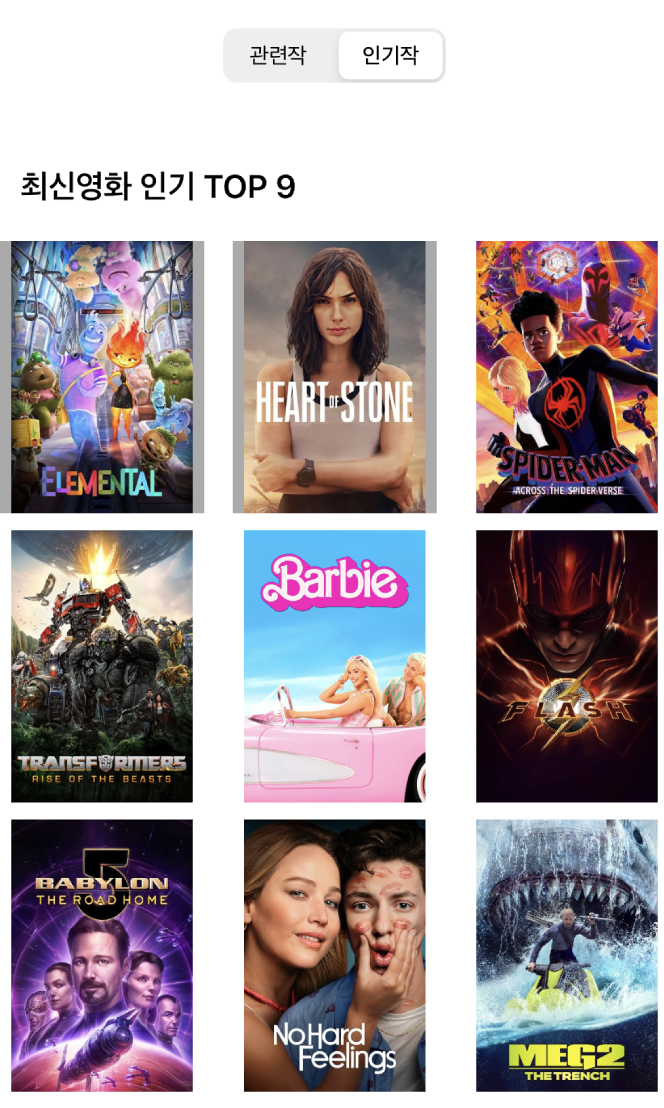 관련작
인기작
최신영화 인기 TOP 9
ELEMENTAL
HEART OF STONE
SPIDER-MAN
ACROSS THE SPIDER-VERSE
TRANSFORMERS
RISE OF THE BEASTS
Barbie
FLASH
BABYLON
5
THE ROAD HOME
No Hard
Feelings
MEG2
THE TRENCH